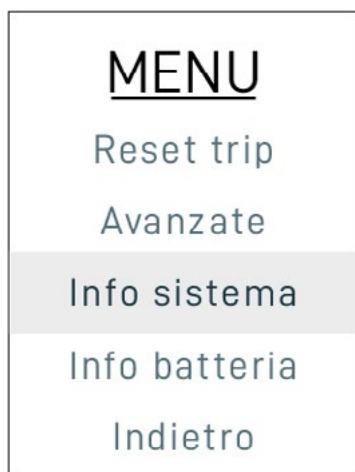 MENU
Reset trip
Avanzate
Info sistema
Info batteria
Indietro